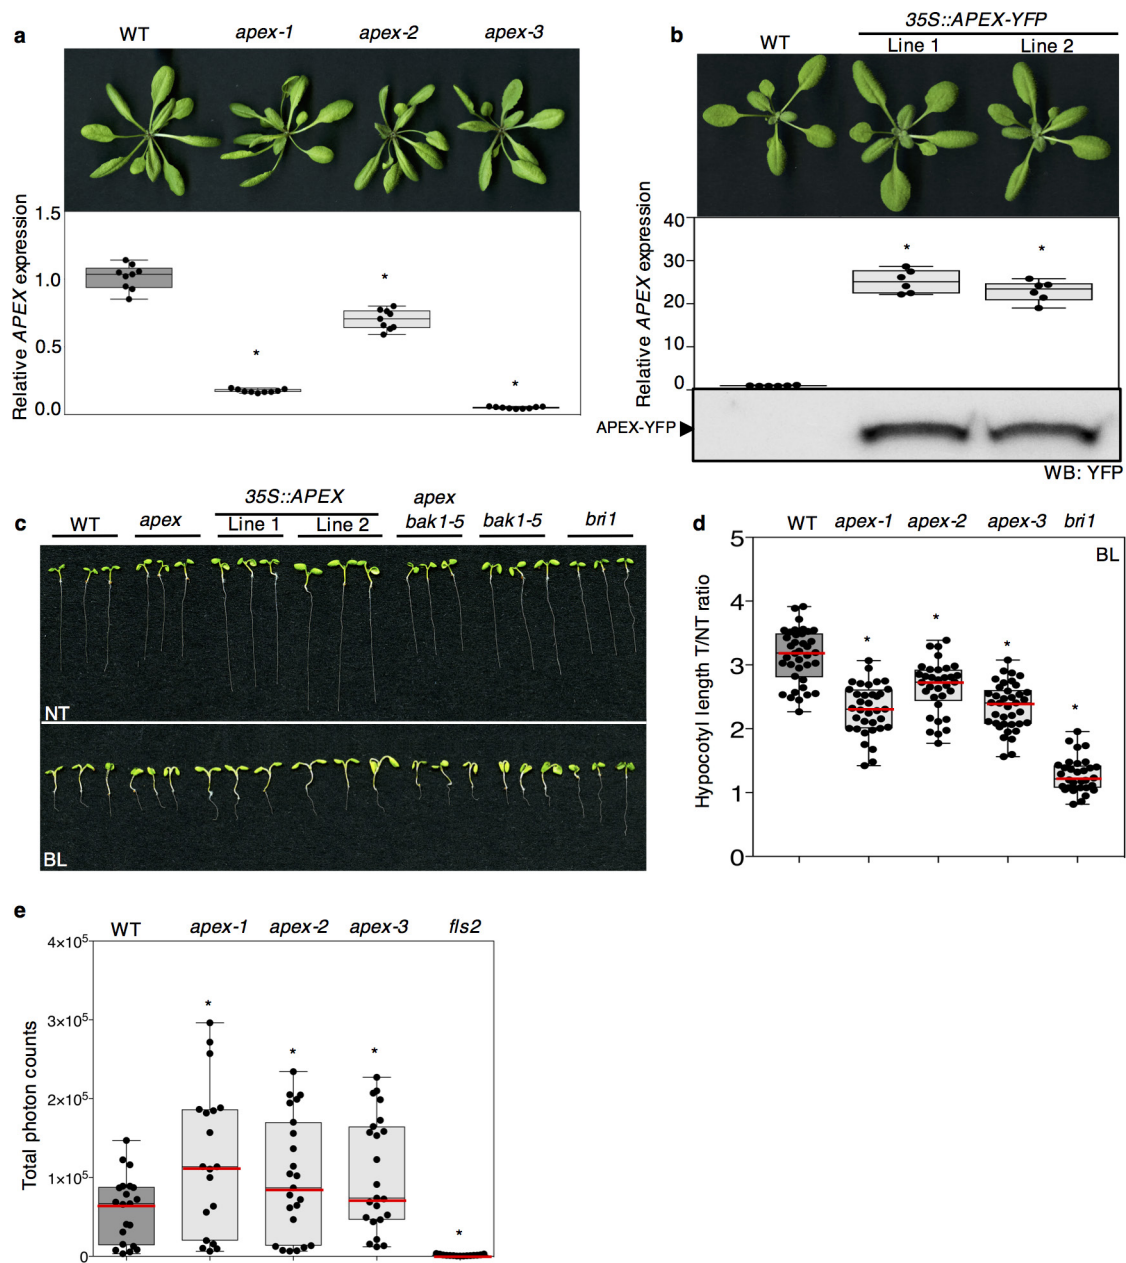 a
WT apex-1 apex-2 apex-3
Relative APEX expression
1.5
1.0
0.5
0.0
*
*
*
b
35S::APEX-YFP
WT Line 1 Line 2
Relative APEX expression
40
30
20
10
0
* *
APEX-YFP
WB: YFP
c
35S::APEX apex
WT apex Line 1 Line 2 bak1-5 bak1-5 bri1
NT
BL
d
WT apex-1 apex-2 apex-3 bri1
BL
Hypocotyl length T/NT ratio
5
4
3
2
1
0
* * * *
e
WT apex-1 apex-2 apex-3 fls2
Total photon counts
4×10⁵
3×10⁵
2×10⁵
1×10⁵
0
* * * *